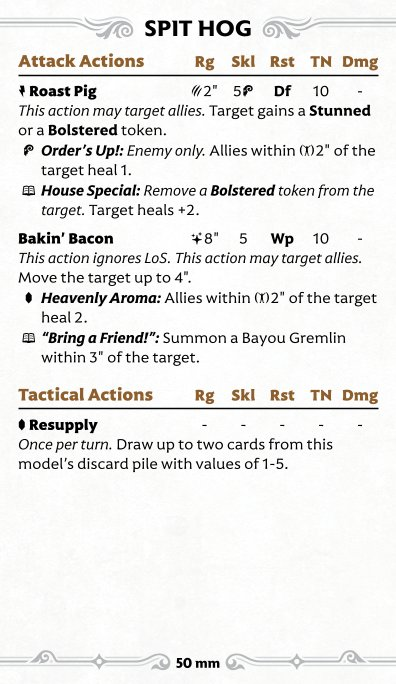 SPIT HOG
Attack Actions Rg Skl Rst TN Dmg
Roast Pig 2" 5 Df 10 -
This action may target allies. Target gains a Stunned
or a Bolstered token.
Order's Up!: Enemy only. Allies within 2" of the
target heal 1.
House Special: Remove a Bolstered token from the
target. Target heals +2.
Bakin' Bacon 8" 5 Wp 10 -
This action ignores LoS. This action may target allies.
Move the target up to 4".
Heavenly Aroma: Allies within 2" of the target
heal 2.
"Bring a Friend!": Summon a Bayou Gremlin
within 3" of the target.
Tactical Actions Rg Skl Rst TN Dmg
Resupply - - - - -
Once per turn. Draw up to two cards from this
model's discard pile with values of 1-5.
50 mm